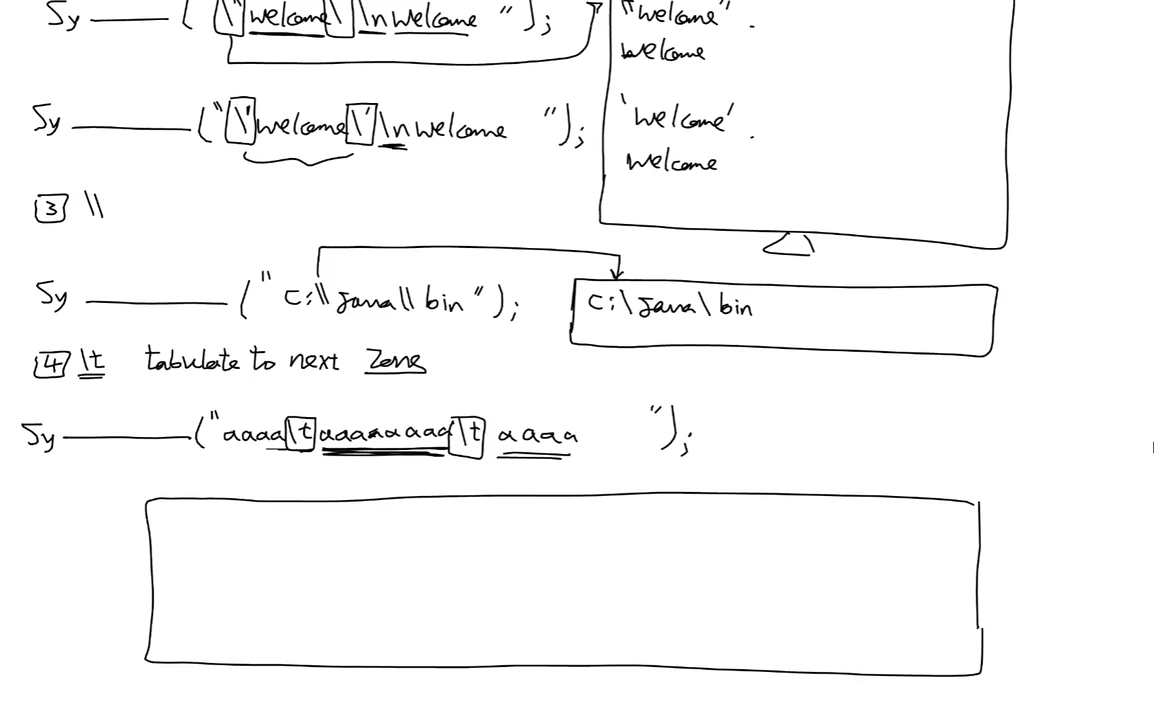 Sy ——— ( \"welcome\" \nwelcome " );
"welcome"
welcome
Sy ——— ("\'welcome\'\nwelcome ");
'welcome'
welcome
3 \\
Sy ——— ("C:\\java\\bin");
C:\java\bin
4 \t tabulate to next zone
Sy ——— ("aaaa\taaaaaaaa\t aaaa ");